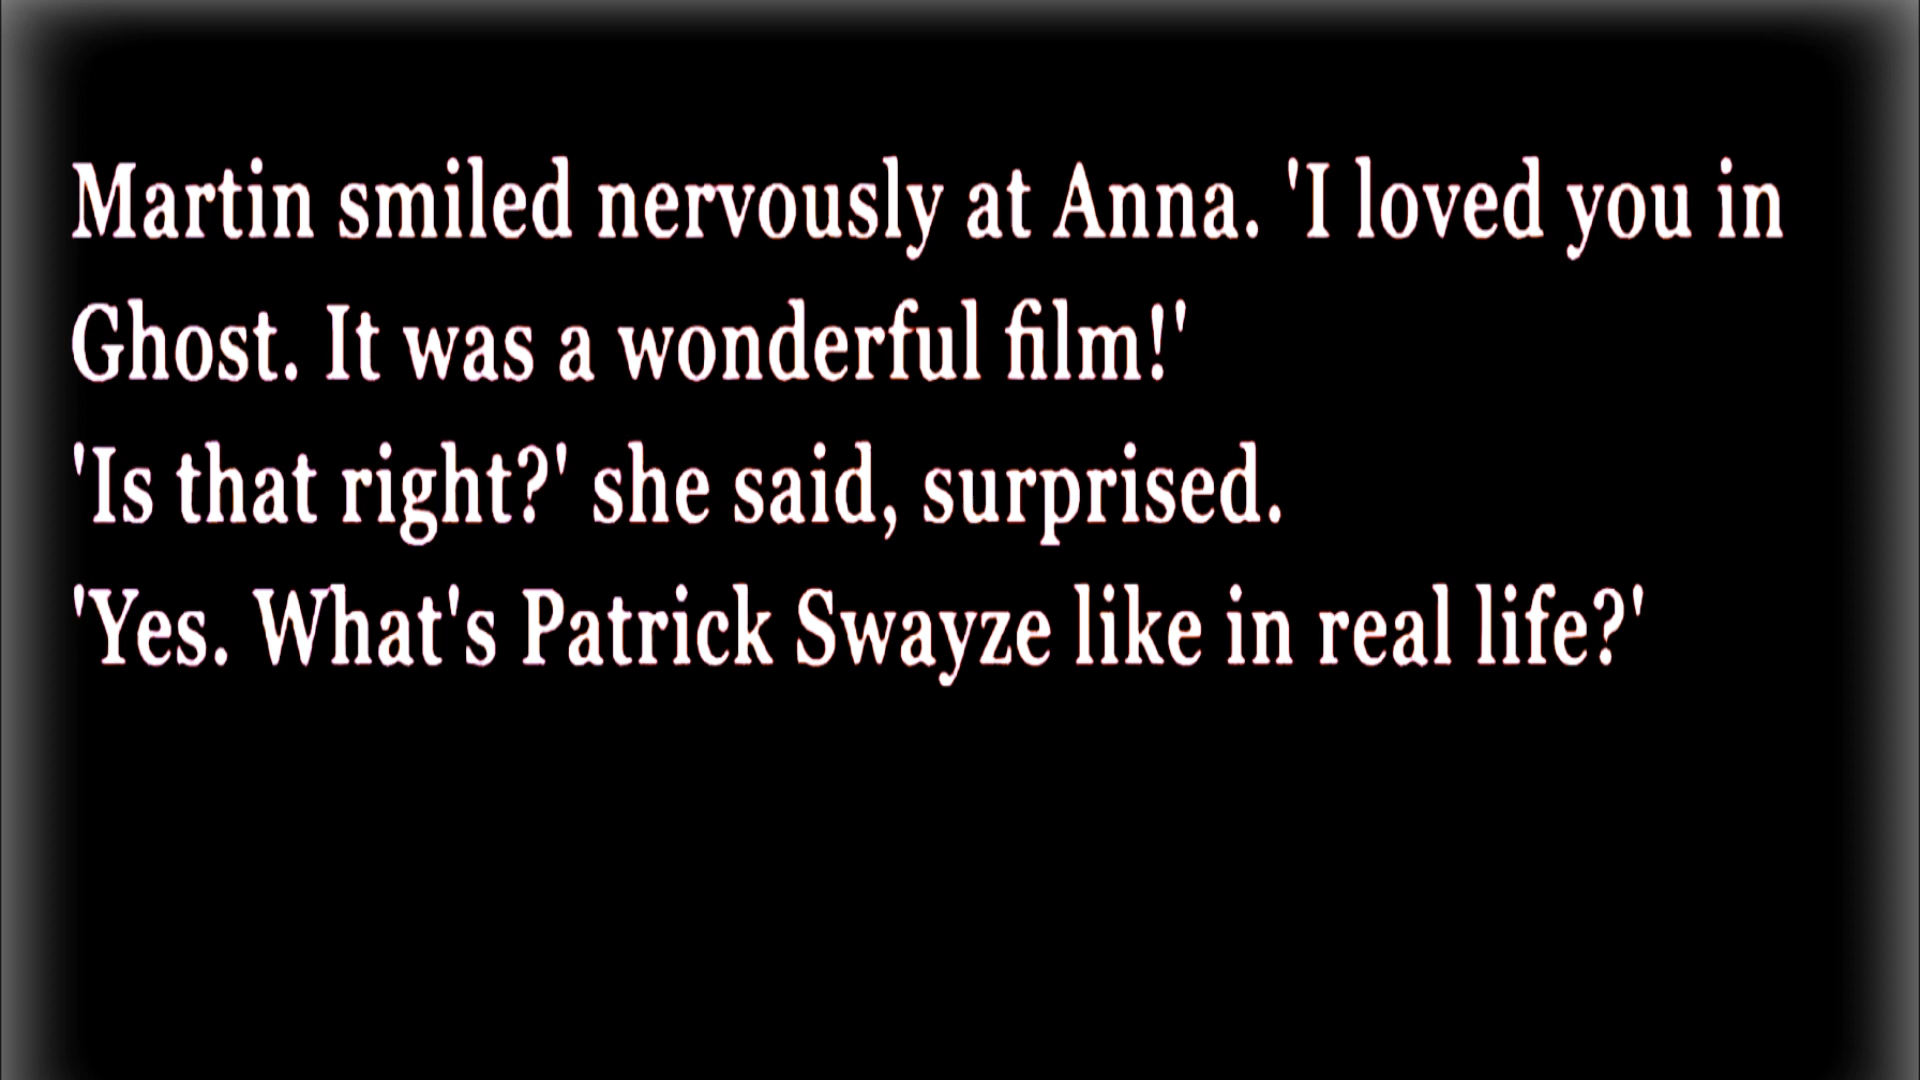 Martin smiled nervously at Anna. 'I loved you in
Ghost. It was a wonderful film!'
'Is that right?' she said, surprised.
'Yes. What's Patrick Swayze like in real life?'